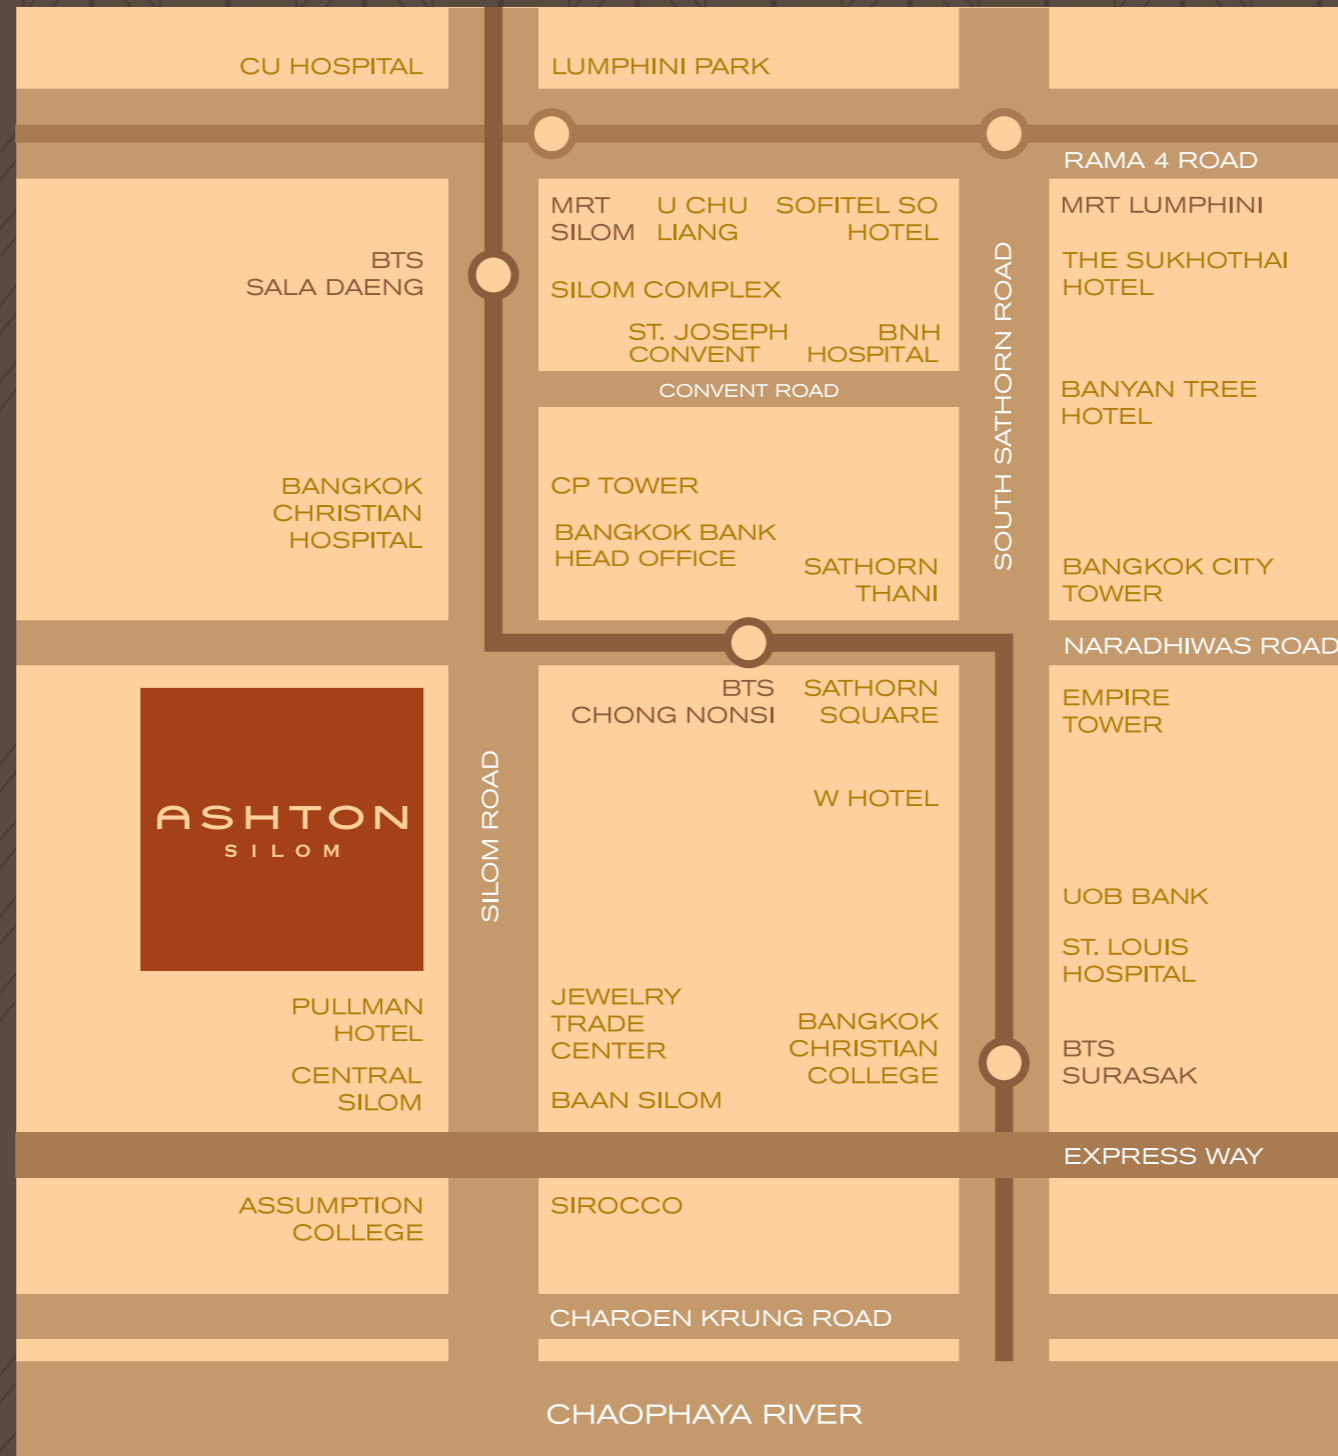 CU HOSPITAL
LUMPHINI PARK
RAMA 4 ROAD
MRT
SILOM
U CHU
LIANG
SOFITEL SO
HOTEL
MRT LUMPHINI
BTS
SALA DAENG
THE SUKHOTHAI
HOTEL
SILOM COMPLEX
ST. JOSEPH
CONVENT
BNH
HOSPITAL
CONVENT ROAD
SOUTH SATHORN ROAD
BANYAN TREE
HOTEL
BANGKOK
CHRISTIAN
HOSPITAL
CP TOWER
BANGKOK BANK
HEAD OFFICE
SATHORN
THANI
BANGKOK CITY
TOWER
NARADHIWAS ROAD
BTS
CHONG NONSI
SATHORN
SQUARE
EMPIRE
TOWER
ASHTON
SILOM
SILOM ROAD
W HOTEL
UOB BANK
ST. LOUIS
HOSPITAL
PULLMAN
HOTEL
JEWELRY
TRADE
CENTER
BANGKOK
CHRISTIAN
COLLEGE
BTS
SURASAK
CENTRAL
SILOM
BAAN SILOM
EXPRESS WAY
ASSUMPTION
COLLEGE
SIROCCO
CHAROEN KRUNG ROAD
CHAOPHAYA RIVER